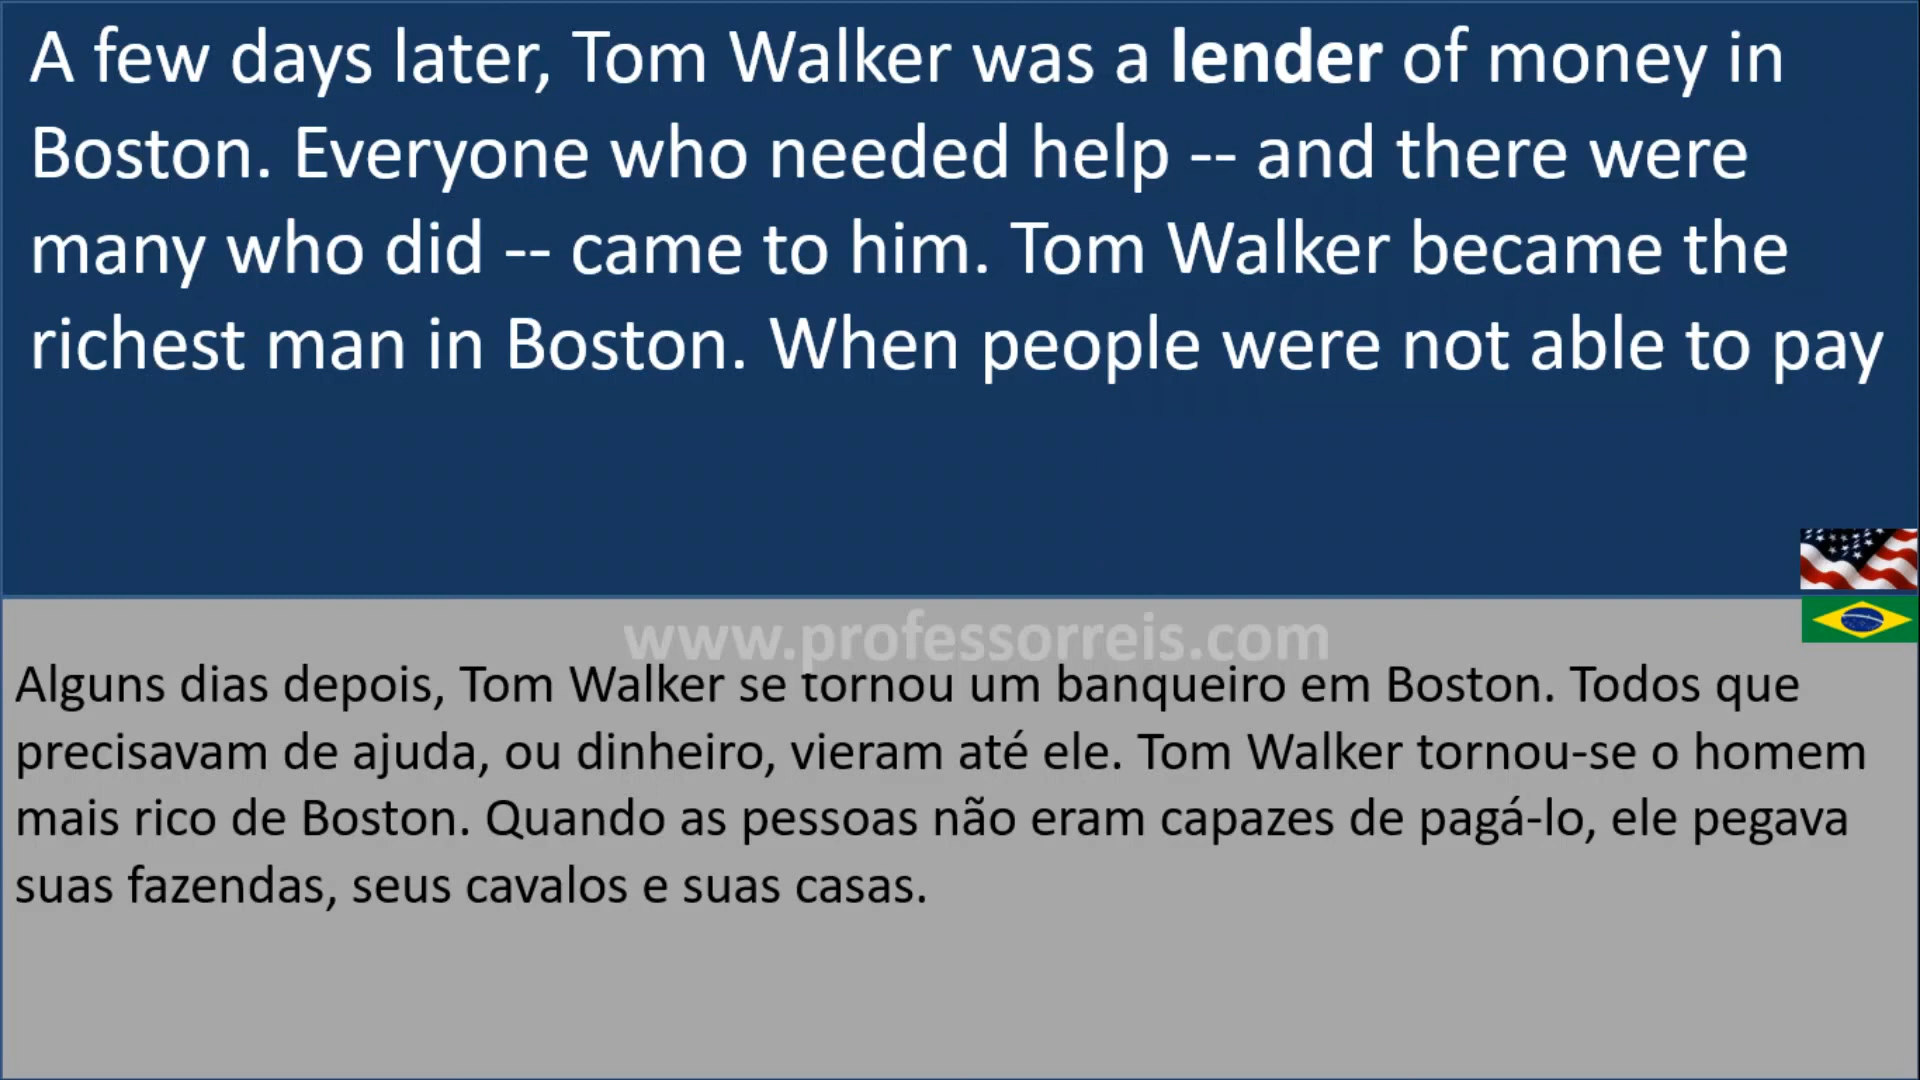 A few days later, Tom Walker was a lender of money in
Boston. Everyone who needed help -- and there were
many who did -- came to him. Tom Walker became the
richest man in Boston. When people were not able to pay
www.professorreis.com
Alguns dias depois, Tom Walker se tornou um banqueiro em Boston. Todos que
precisavam de ajuda, ou dinheiro, vieram até ele. Tom Walker tornou-se o homem
mais rico de Boston. Quando as pessoas não eram capazes de pagá-lo, ele pegava
suas fazendas, seus cavalos e suas casas.